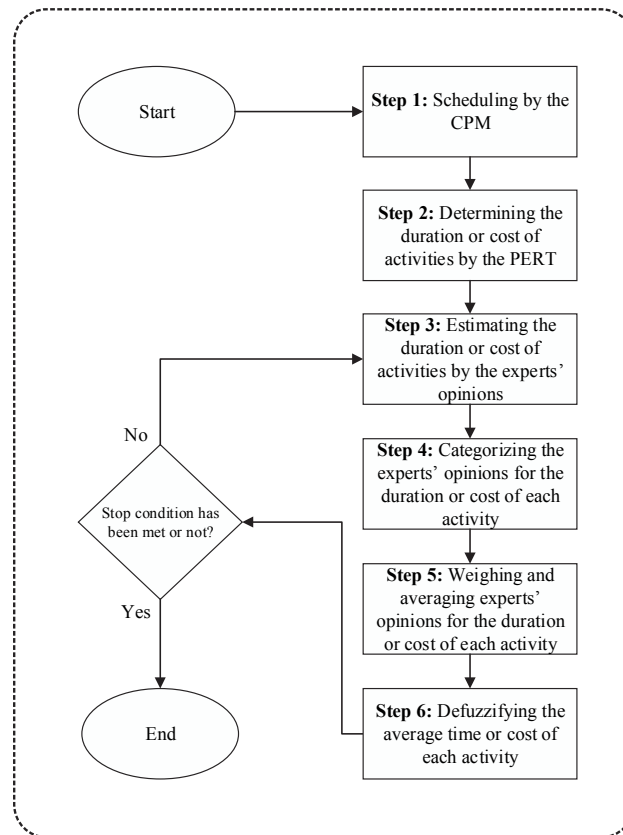 Start
Step 1: Scheduling by the
CPM
Step 2: Determining the
duration or cost of
activities by the PERT
Step 3: Estimating the
duration or cost of
activities by the experts’
opinions
No
Step 4: Categorizing the
experts’ opinions for the
duration or cost of each
activity
Stop condition has
been met or not?
Step 5: Weighing and
averaging experts’
opinions for the duration
or cost of each activity
Yes
Step 6: Defuzzifying the
average time or cost of
each activity
End